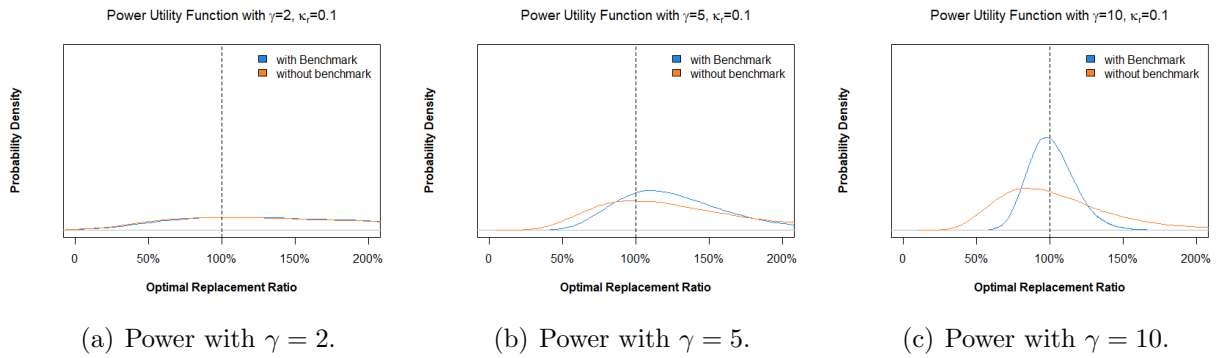 Power Utility Function with γ=2, κr=0.1
with Benchmark
without benchmark
Probability Density
0 50% 100% 150% 200%
Optimal Replacement Ratio
(a) Power with γ = 2.
Power Utility Function with γ=5, κr=0.1
with Benchmark
without benchmark
Probability Density
0 50% 100% 150% 200%
Optimal Replacement Ratio
(b) Power with γ = 5.
Power Utility Function with γ=10, κr=0.1
with Benchmark
without benchmark
Probability Density
0 50% 100% 150% 200%
Optimal Replacement Ratio
(c) Power with γ = 10.